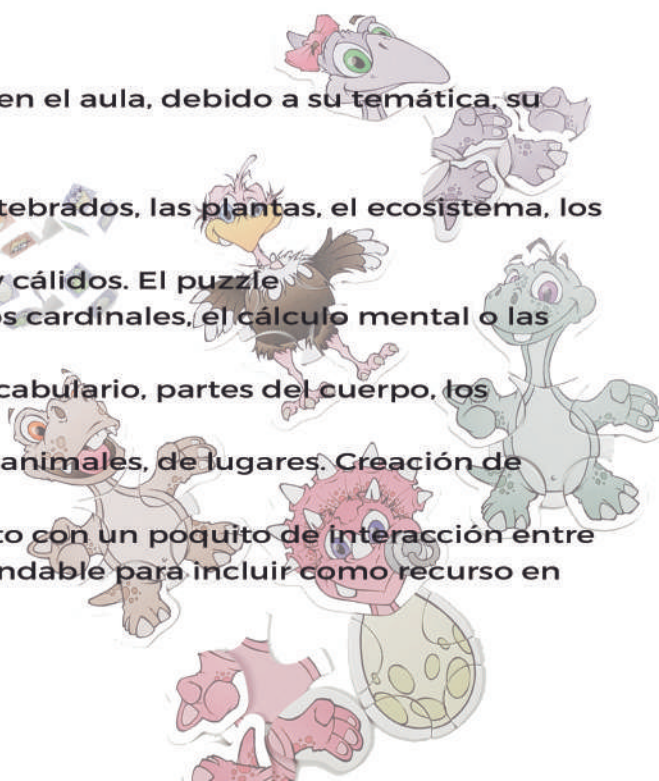 en el aula, debido a su temática, su
tebrados, las plantas, el ecosistema, los
y cálidos. El puzzle
os cardinales, el cálculo mental o las
cabulario, partes del cuerpo, los
animales, de lugares. Creación de
to con un poquito de interacción entre
ndable para incluir como recurso en